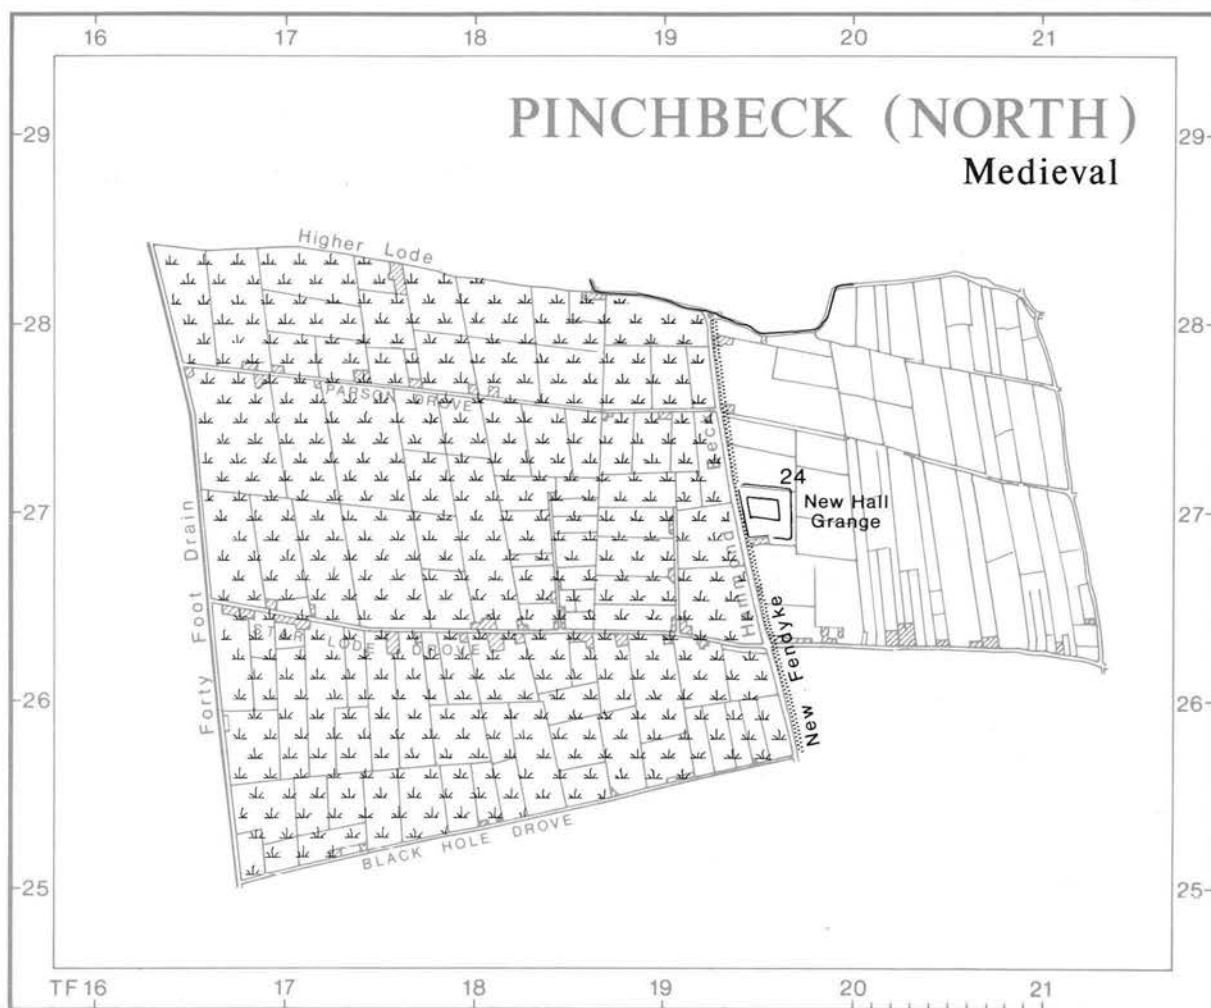 16 17 18 19 20 21
PINCHBECK (NORTH)
29 29
Medieval
Higher Lode
28 28
PARSON DROVE
Hammond Beck
24
27 27
New Hall
Grange
Forty Foot Drain
STAR LODE DROVE
New Fendyke
26 26
BLACK HOLE DROVE
25 25
TF 16 17 18 19 20 21